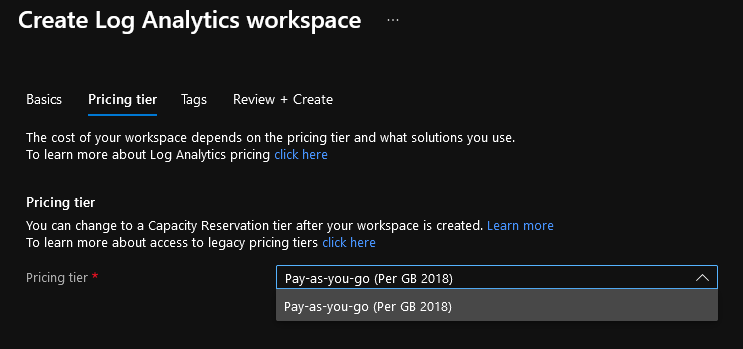 Create Log Analytics workspace ...
Basics Pricing tier Tags Review + Create
The cost of your workspace depends on the pricing tier and what solutions you use.
To learn more about Log Analytics pricing click here
Pricing tier
You can change to a Capacity Reservation tier after your workspace is created. Learn more
To learn more about access to legacy pricing tiers click here
Pricing tier * Pay-as-you-go (Per GB 2018)
Pay-as-you-go (Per GB 2018)